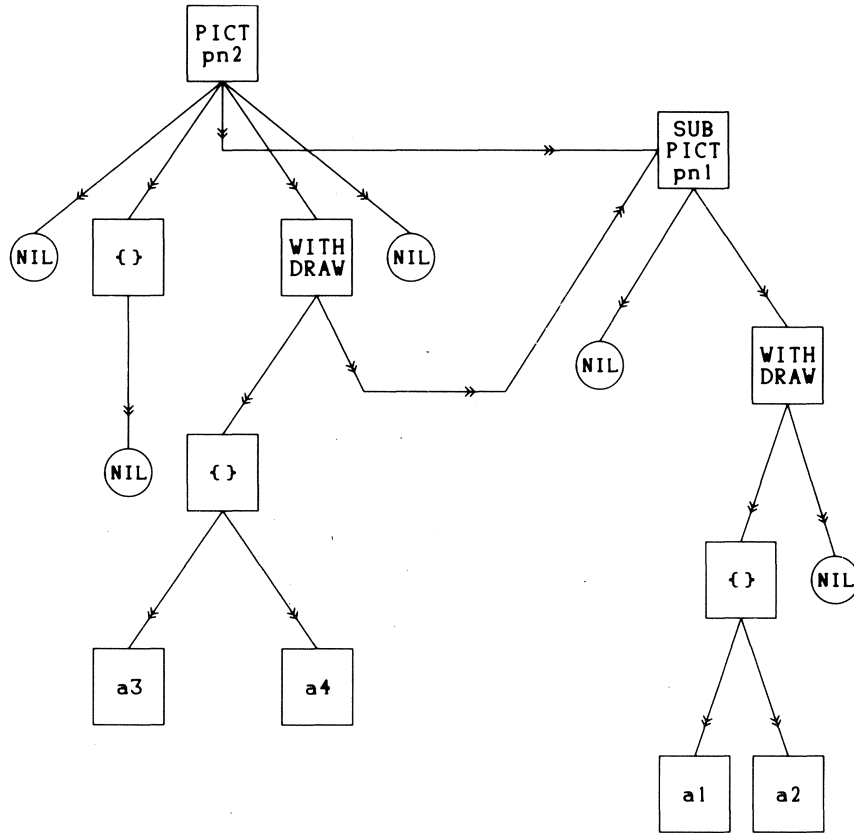 PICT
pn2
SUB
PICT
pn1
NIL
{}
WITH
DRAW
NIL
NIL
WITH
DRAW
{}
NIL
{}
NIL
a3
a4
a1
a2